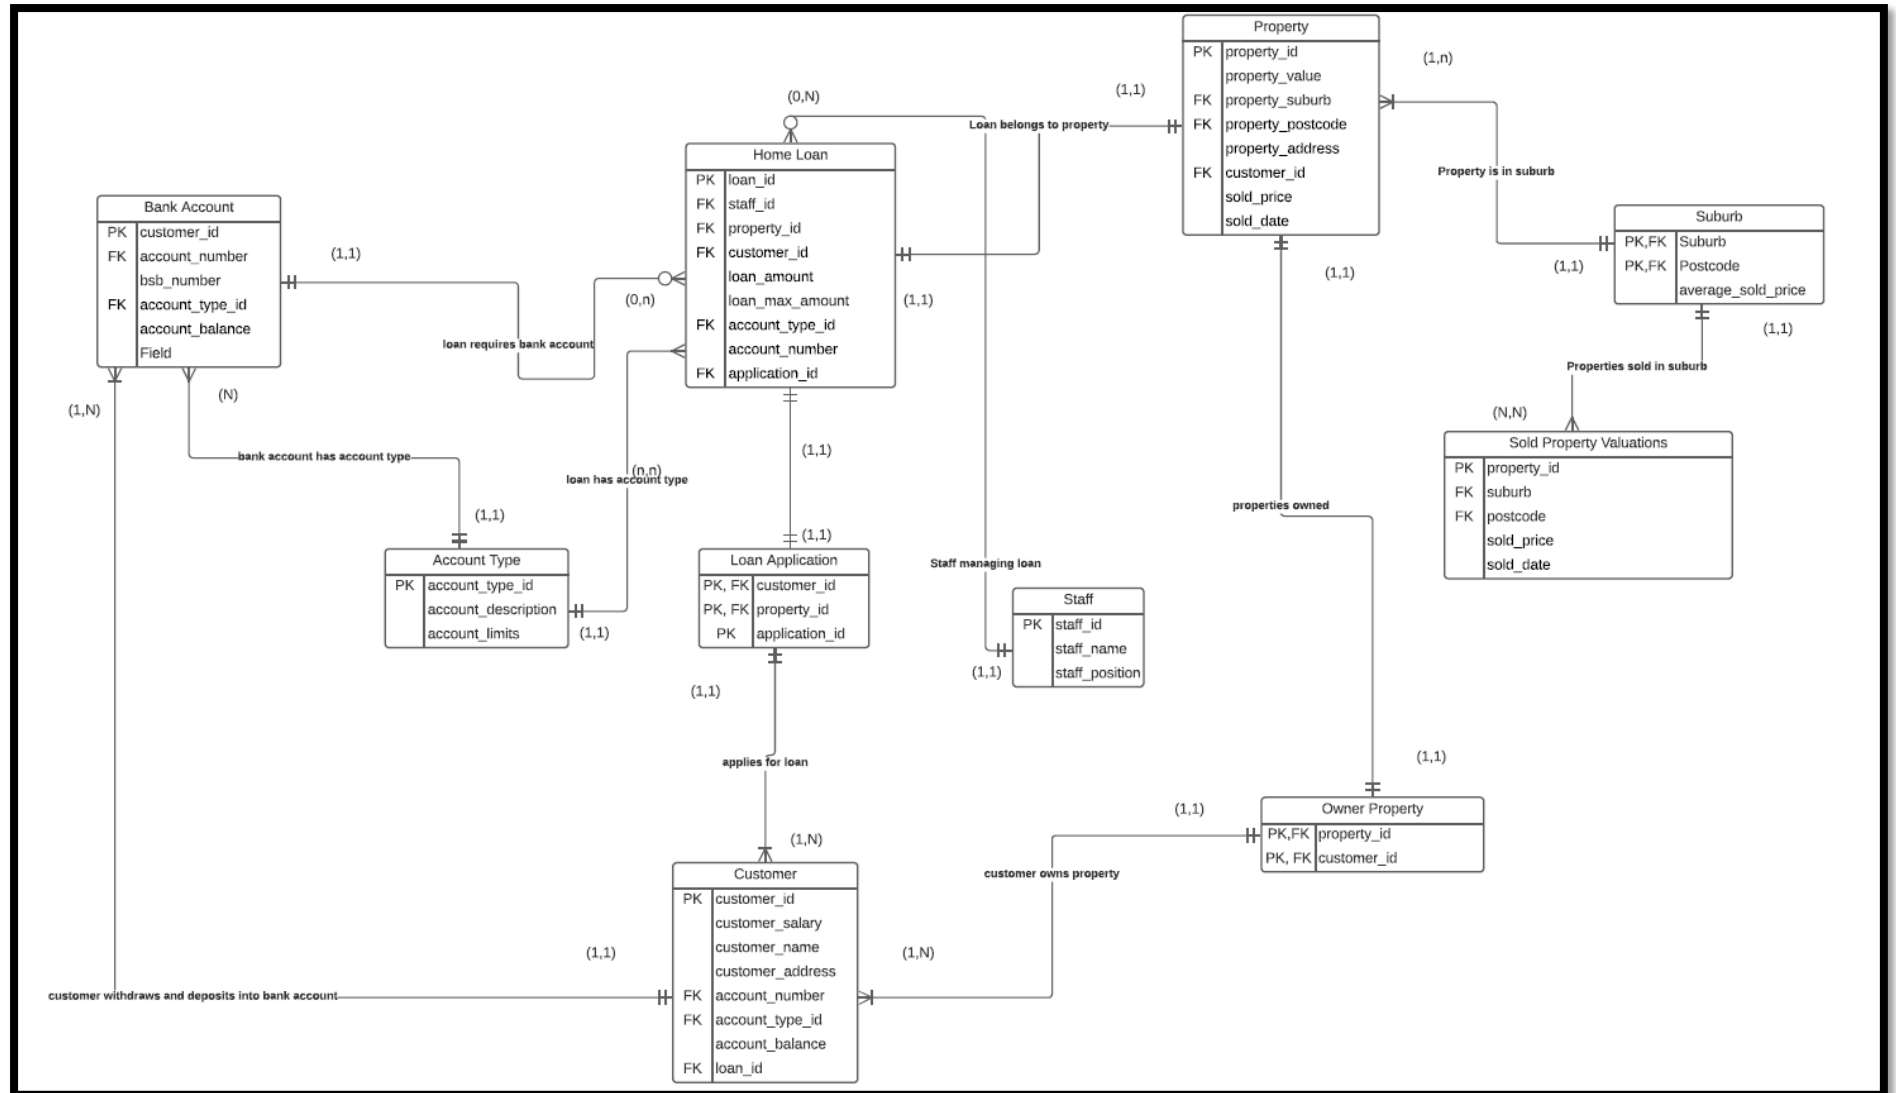 Property
PK property_id
property_value
FK property_suburb
FK property_postcode
property_address
FK customer_id
sold_price
sold_date
(1,n)
(1,1)
(0,N)
Loan belongs to property
Home Loan
PK loan_id
FK staff_id
FK property_id
FK customer_id
loan_amount
loan_max_amount
FK account_type_id
account_number
FK application_id
Property is in suburb
Bank Account
PK customer_id
FK account_number
bsb_number
FK account_type_id
account_balance
Field
Suburb
PK,FK Suburb
PK,FK Postcode
average_sold_price
(1,1)
(0,n)
(1,1)
(1,1)
(1,1)
(1,1)
loan requires bank account
Properties sold in suburb
(1,N)
(N)
(N,N)
Sold Property Valuations
PK property_id
FK suburb
FK postcode
sold_price
sold_date
bank account has account type
(1,1)
(n,n)
loan has account type
properties owned
(1,1)
(1,1)
Account Type
PK account_type_id
account_description
account_limits
(1,1)
Loan Application
PK, FK customer_id
PK, FK property_id
PK application_id
Staff managing loan
Staff
PK staff_id
staff_name
staff_position
(1,1)
(1,1)
applies for loan
(1,1)
(1,1)
Owner Property
PK,FK property_id
PK, FK customer_id
(1,N)
customer owns property
Customer
PK customer_id
customer_salary
customer_name
customer_address
FK account_number
FK account_type_id
account_balance
FK loan_id
(1,1)
(1,N)
customer withdraws and deposits into bank account